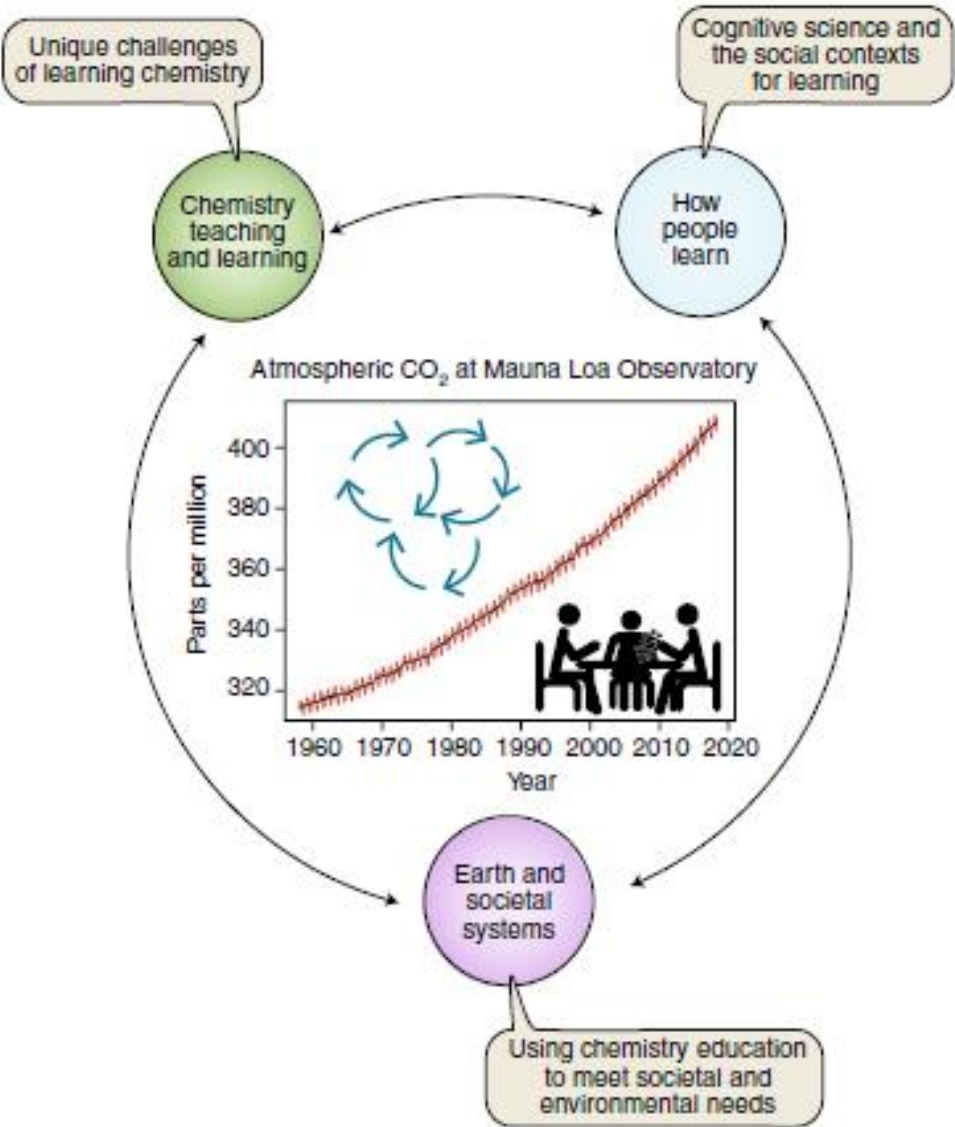 Unique challenges
of learning chemistry
Cognitive science and
the social contexts
for learning
Chemistry
teaching
and learning
How
people
learn
Atmospheric CO₂ at Mauna Loa Observatory
Parts per million
400
380
360
340
320
1960 1970 1980 1990 2000 2010 2020
Year
Earth and
societal
systems
Using chemistry education
to meet societal and
environmental needs